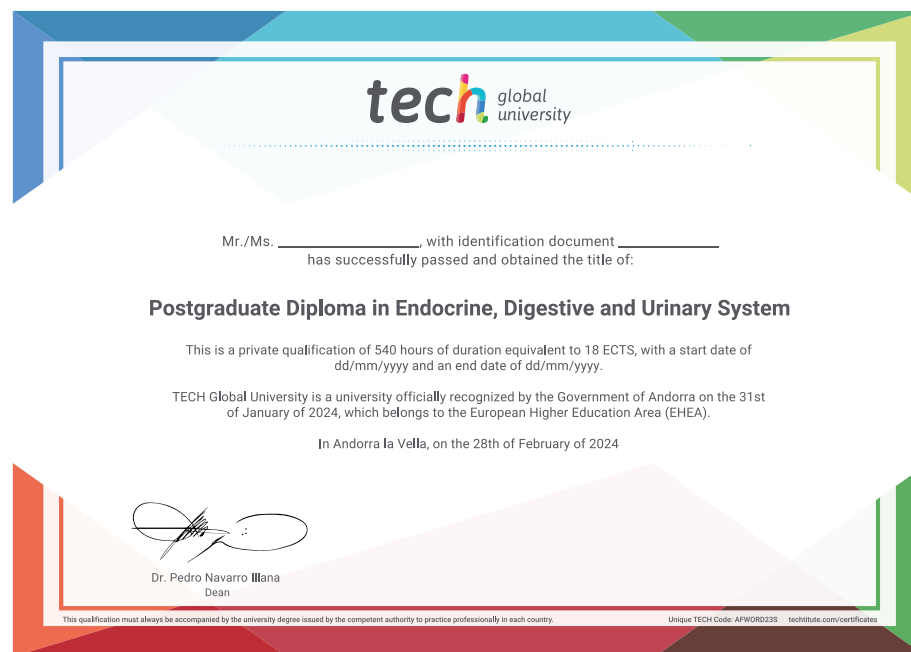 tech global
university
Mr./Ms. ____________, with identification document ____________
has successfully passed and obtained the title of:
Postgraduate Diploma in Endocrine, Digestive and Urinary System
This is a private qualification of 540 hours of duration equivalent to 18 ECTS, with a start date of
dd/mm/yyyy and an end date of dd/mm/yyyy.
TECH Global University is a university officially recognized by the Government of Andorra on the 31st
of January of 2024, which belongs to the European Higher Education Area (EHEA).
In Andorra la Vella, on the 28th of February of 2024
Dr. Pedro Navarro Illana
Dean
This qualification must always be accompanied by the university degree issued by the competent authority to practice professionally in each country. Unique TECH Code: AFWORD23S techtitute.com/certificates